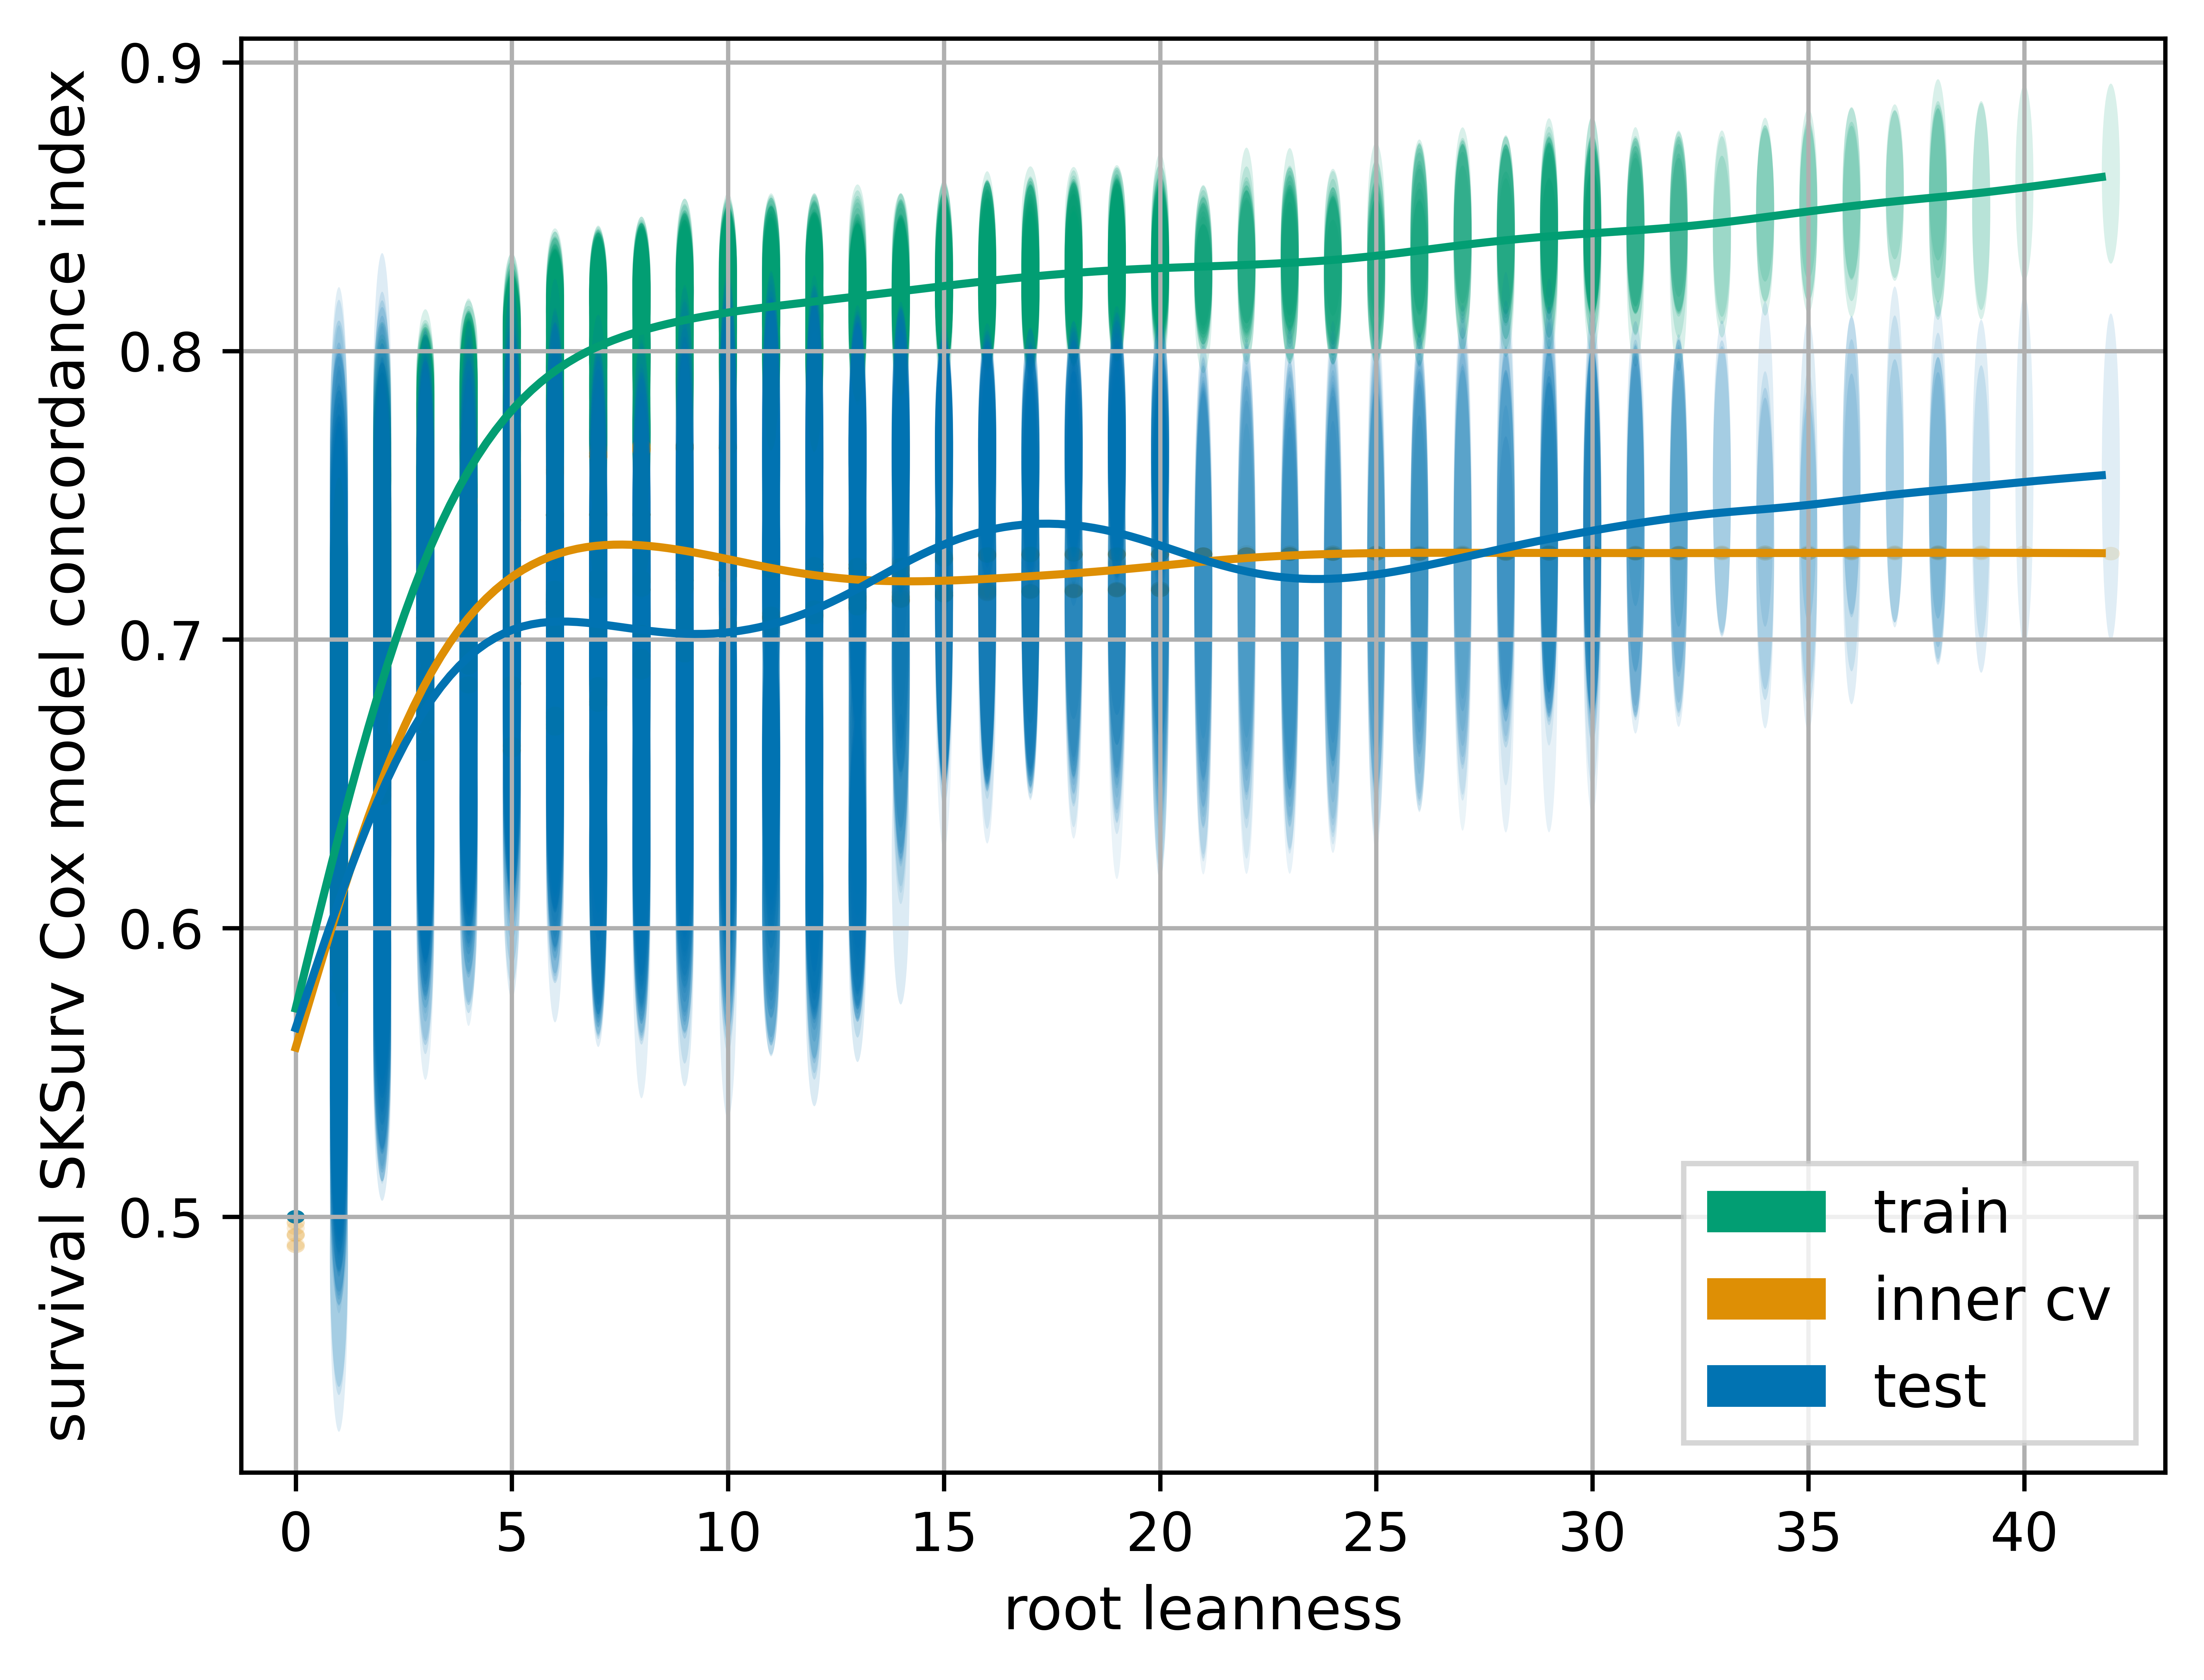 survival SKSurv Cox model concordance index
0.9
0.8
0.7
0.6
0.5
train
inner cv
test
0 5 10 15 20 25 30 35 40
root leanness